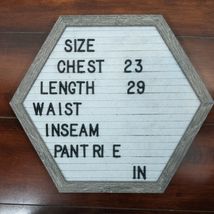 SIZE
CHEST 23
LENGTH 29
WAIST
INSEAM
PANT RI E
IN